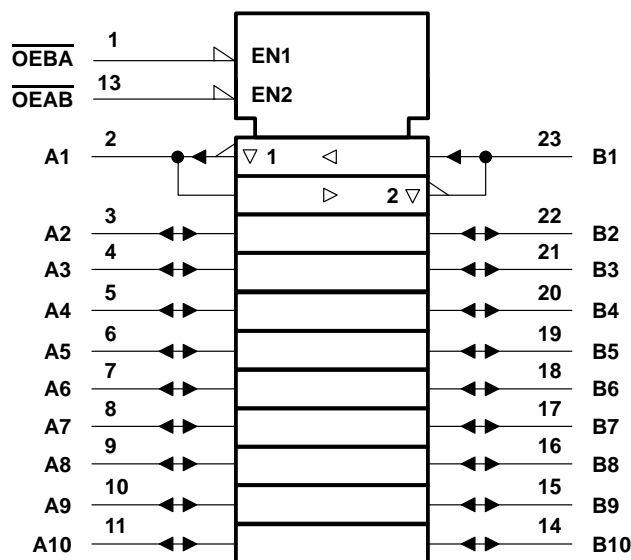 1
O̅E̅B̅A̅
EN1
13
O̅E̅A̅B̅
EN2
2
A1
1
23
B1
2
3
A2
22
B2
4
A3
21
B3
5
A4
20
B4
6
A5
19
B5
7
A6
18
B6
8
A7
17
B7
9
A8
16
B8
10
A9
15
B9
11
A10
14
B10